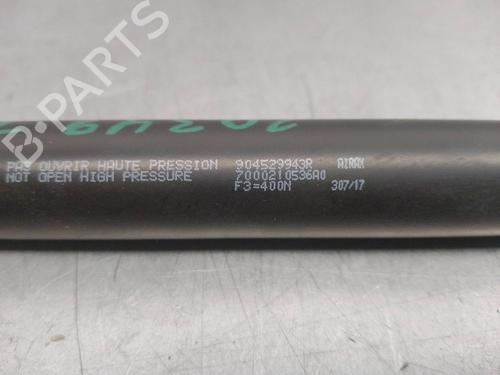 B-Parts
PAS OUVRIR HAUTE PRESSION 904529943R AIRAX
NOT OPEN HIGH PRESSURE 7000210536A0
F3=400N 307/17